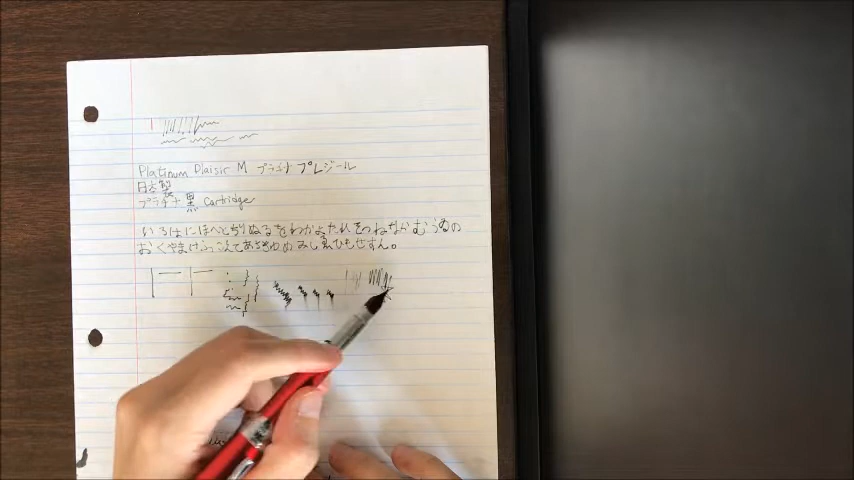 Platinum Plaisir M プラチナ プレジール
日本製
プラチナ 黒 Cartridge
いろはにほへとちりぬるをわかよたれそつねならむうゐの
おくやまけふこえてあさきゆめみしゑひもせすん。